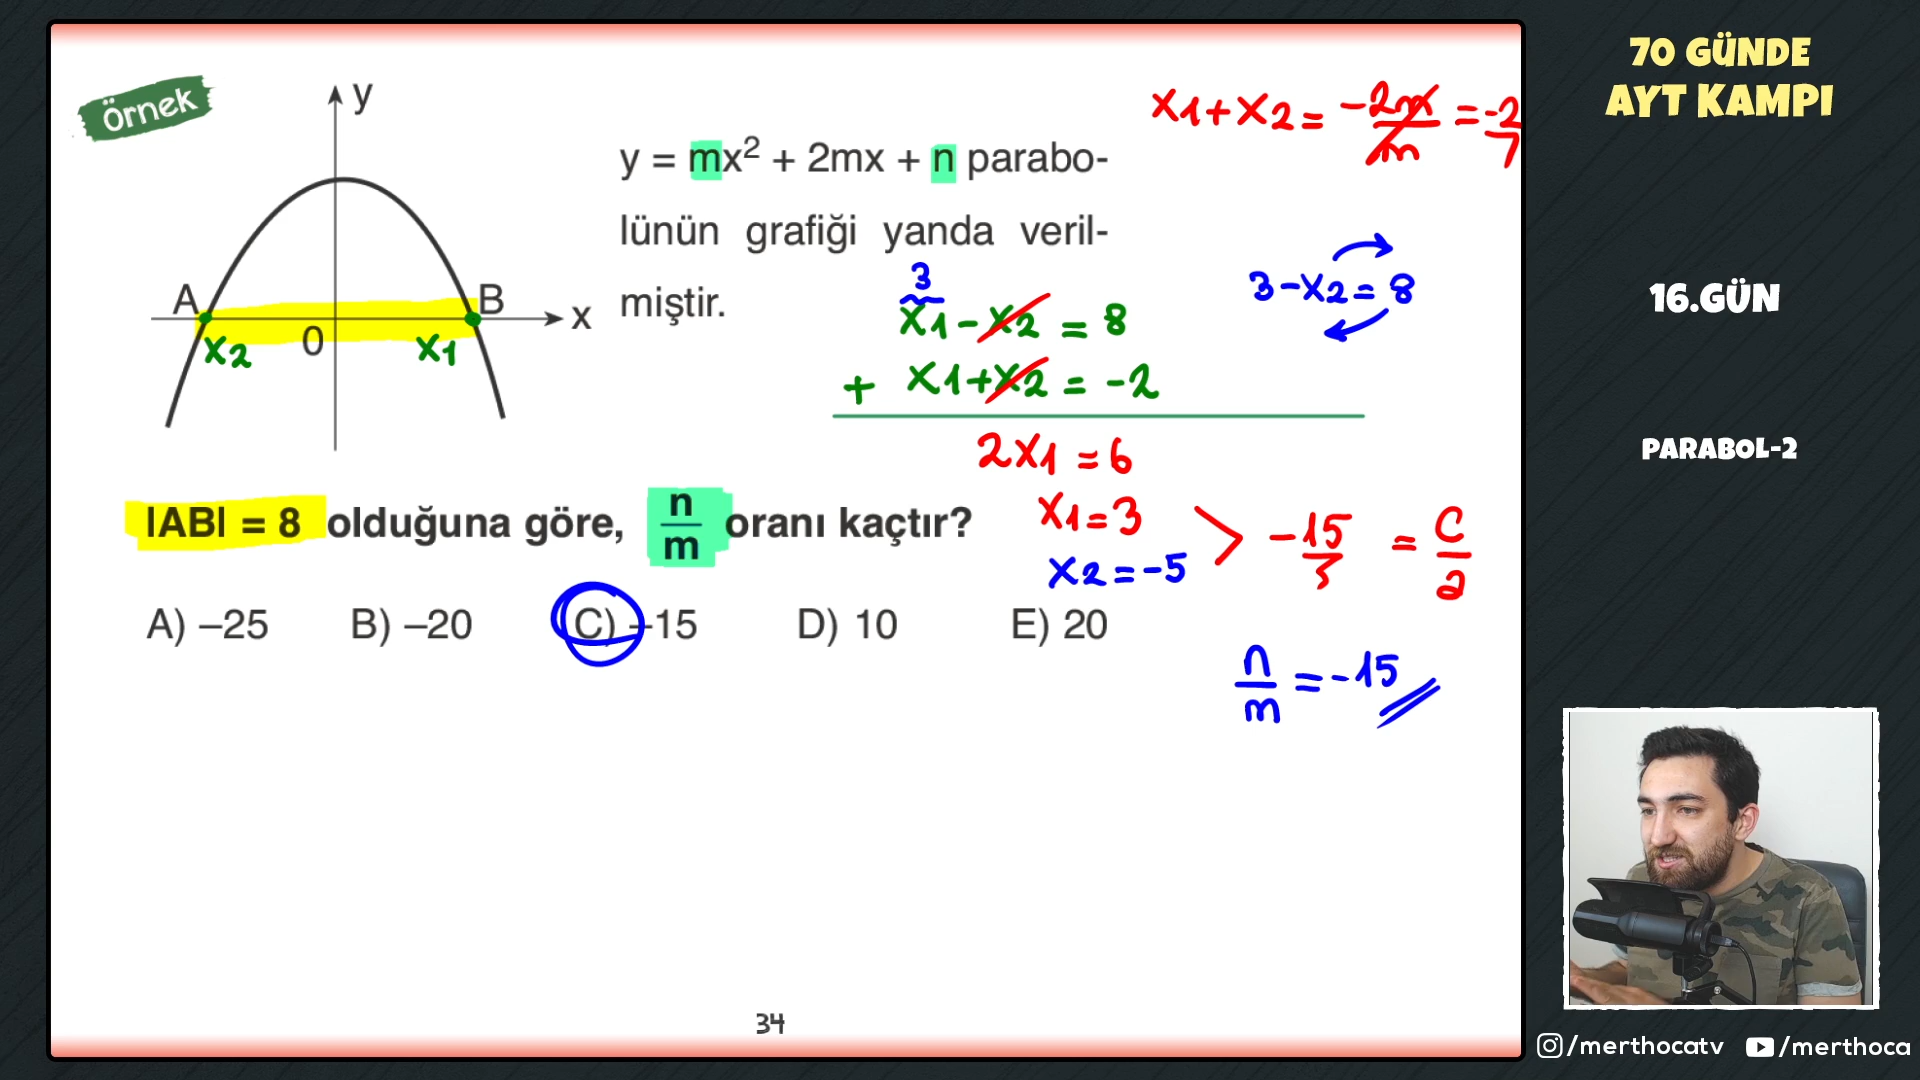 Örnek
y
A
B
x
0
x2
x1
y = mx² + 2mx + n parabo-
lünün grafiği yanda veril-
miştir.
x1+x2 = -2m/m = -2/1
3
x1-x2 = 8
+ x1+x2 = -2
2x1 = 6
x1=3
x2=-5
3-x2 = 8
> -15 = c/a
n/m = -15
|AB| = 8 olduğuna göre, n/m oranı kaçtır?
A) –25 B) –20 C) –15 D) 10 E) 20
34
70 GÜNDE
AYT KAMPI
16.GÜN
PARABOL-2
/merthocatv /merthoca